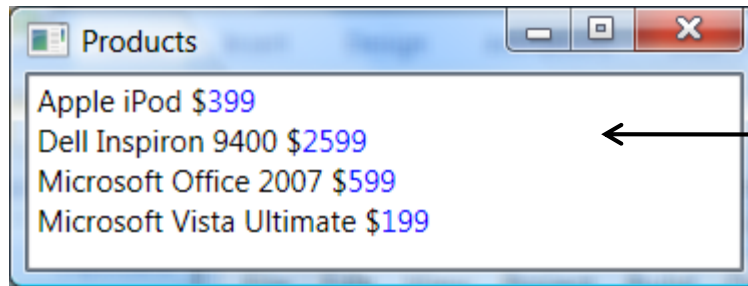 Products
Apple iPod $399
Dell Inspiron 9400 $2599
Microsoft Office 2007 $599
Microsoft Vista Ultimate $199